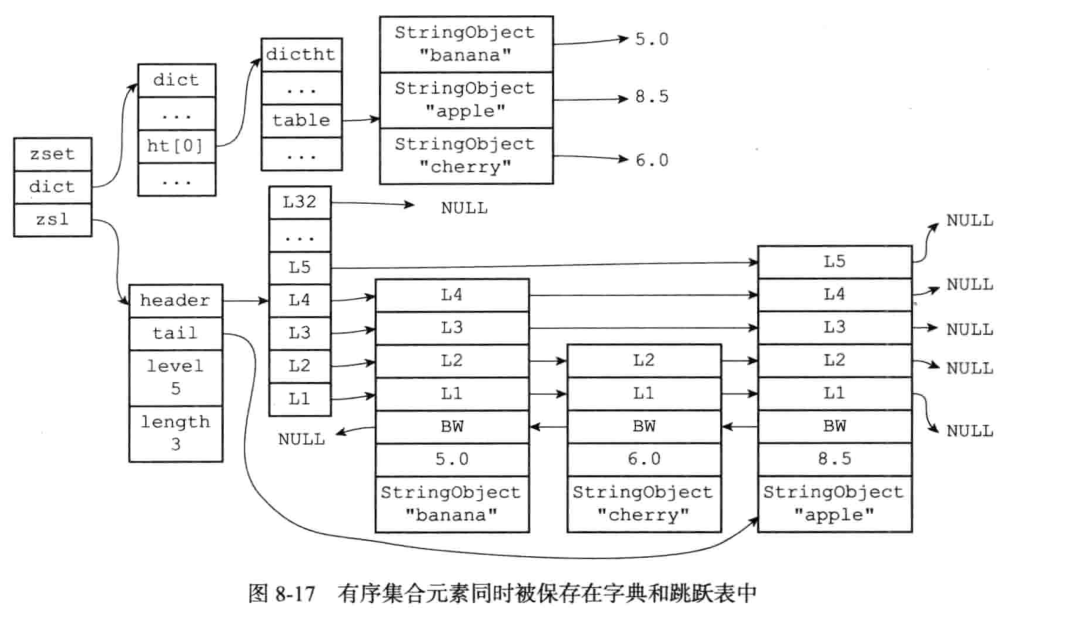 zset
dict
zsl
dict
...
ht[0]
...
dictht
...
table
...
StringObject
"banana"
StringObject
"apple"
StringObject
"cherry"
5.0
8.5
6.0
header
tail
level
5
length
3
L32
...
L5
L4
L3
L2
L1
NULL
NULL
L4
L3
L2
L1
BW
5.0
StringObject
"banana"
L2
L1
BW
6.0
StringObject
"cherry"
L5
L4
L3
L2
L1
BW
8.5
StringObject
"apple"
NULL
NULL
NULL
NULL
NULL
图 8-17 有序集合元素同时被保存在字典和跳跃表中